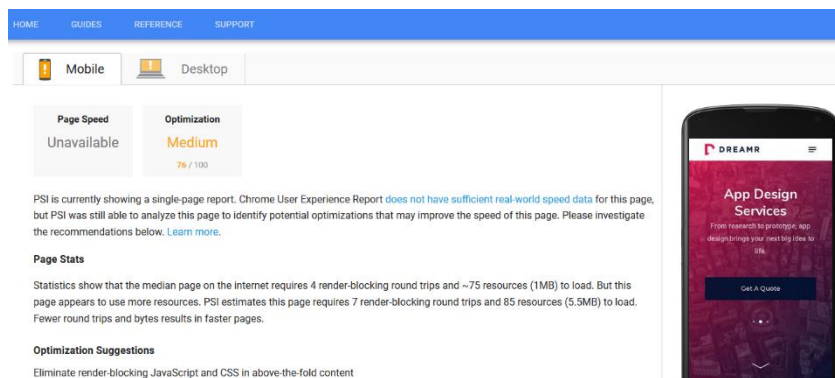 HOME GUIDES REFERENCE SUPPORT
Mobile Desktop
Page Speed
Unavailable
Optimization
Medium
76 / 100
PSI is currently showing a single-page report. Chrome User Experience Report does not have sufficient real-world speed data for this page,
but PSI was still able to analyze this page to identify potential optimizations that may improve the speed of this page. Please investigate
the recommendations below. Learn more.
Page Stats
Statistics show that the median page on the internet requires 4 render-blocking round trips and ~75 resources (1MB) to load. But this
page appears to use more resources. PSI estimates this page requires 7 render-blocking round trips and 85 resources (5.5MB) to load.
Fewer round trips and bytes results in faster pages.
Optimization Suggestions
Eliminate render-blocking JavaScript and CSS in above-the-fold content
DREAMR
App Design
Services
From research to prototype, app
design brings your next big idea to
life.
Get A Quote